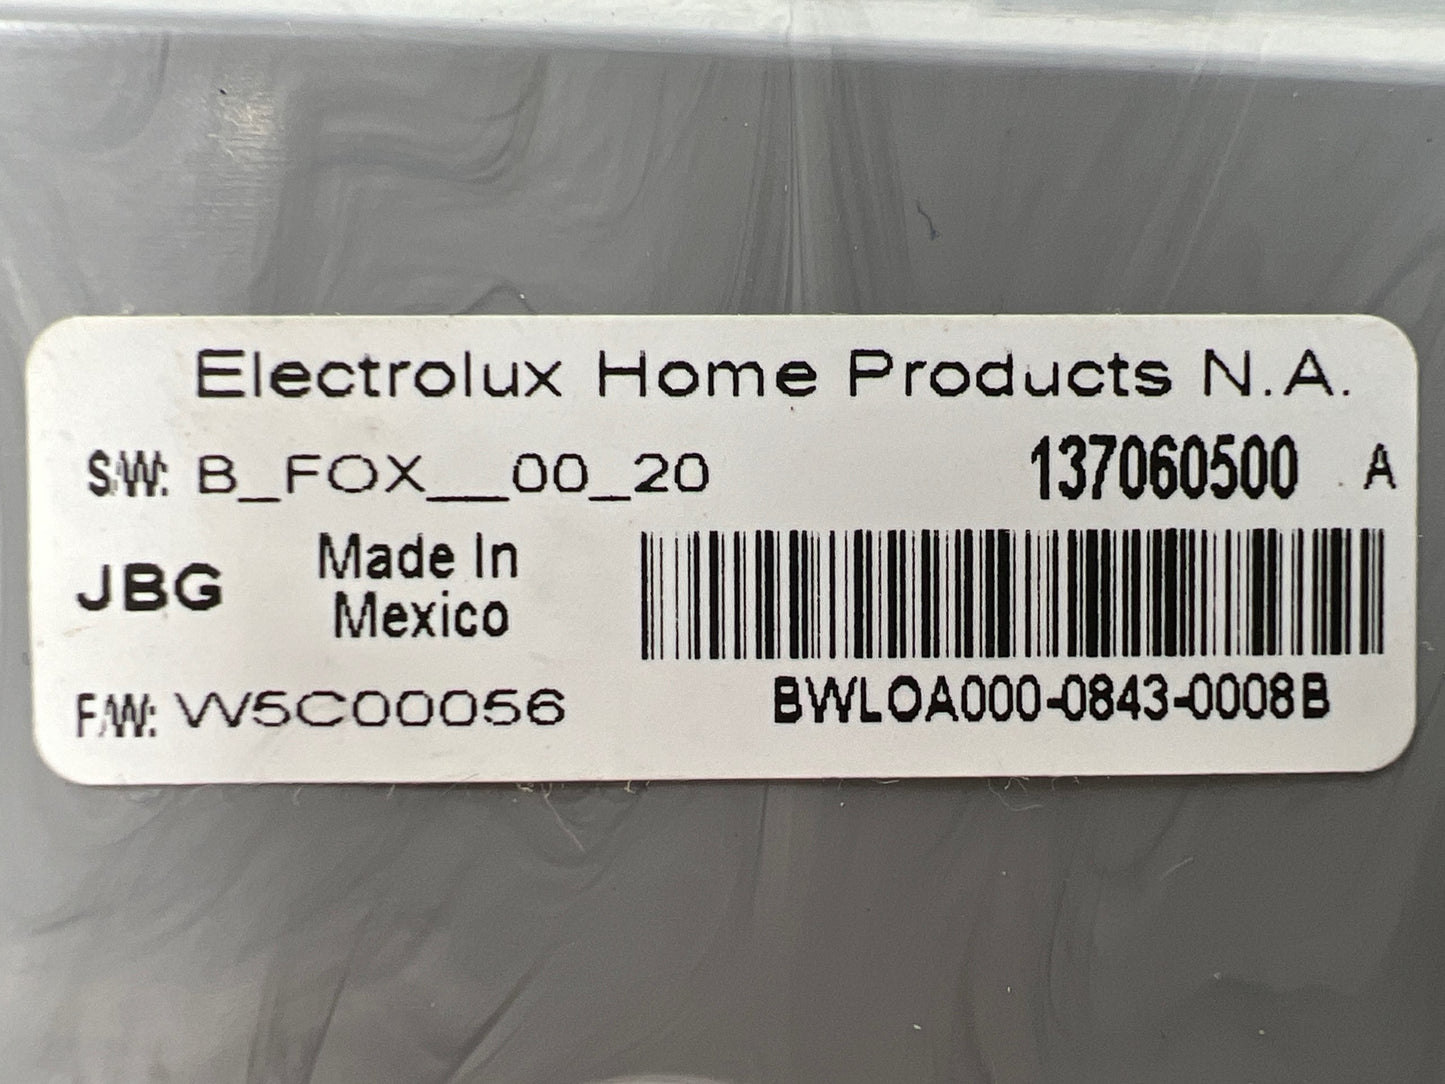 Electrolux Home Products N.A.
S.W: B_FOX__00_20 137060500 A
JBG Made In
Mexico
F.W: W5C00056 BWLOA000-0843-0008B